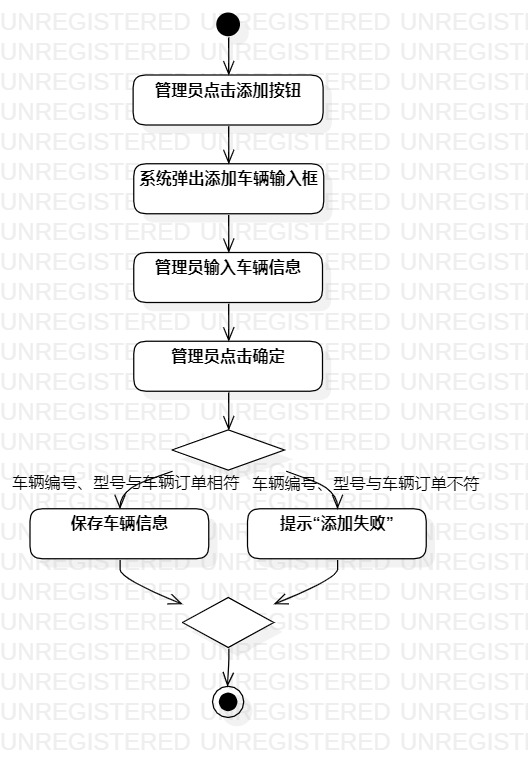 管理员点击添加按钮
系统弹出添加车辆输入框
管理员输入车辆信息
管理员点击确定
车辆编号、型号与车辆订单相符
车辆编号、型号与车辆订单不符
保存车辆信息
提示“添加失败”
UNREGISTERED